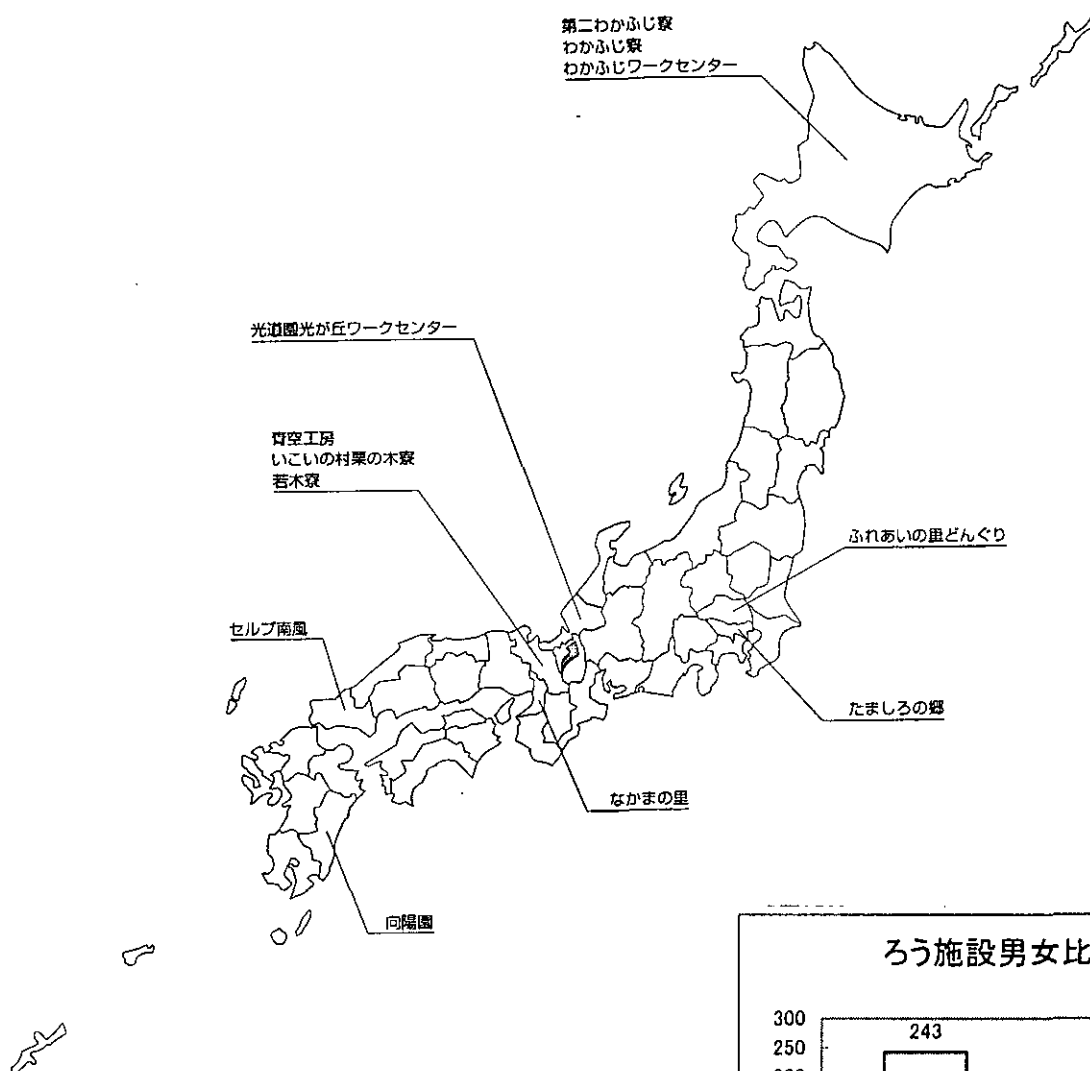 第二わかふじ寮
わかふじ寮
わかふじワークセンター
光道園光が丘ワークセンター
青空工房
いこいの村栗の木寮
若木寮
ふれあいの里どんぐり
セルプ南風
たましろの郷
なかまの里
向陽園
ろう施設男女比
300
243
250